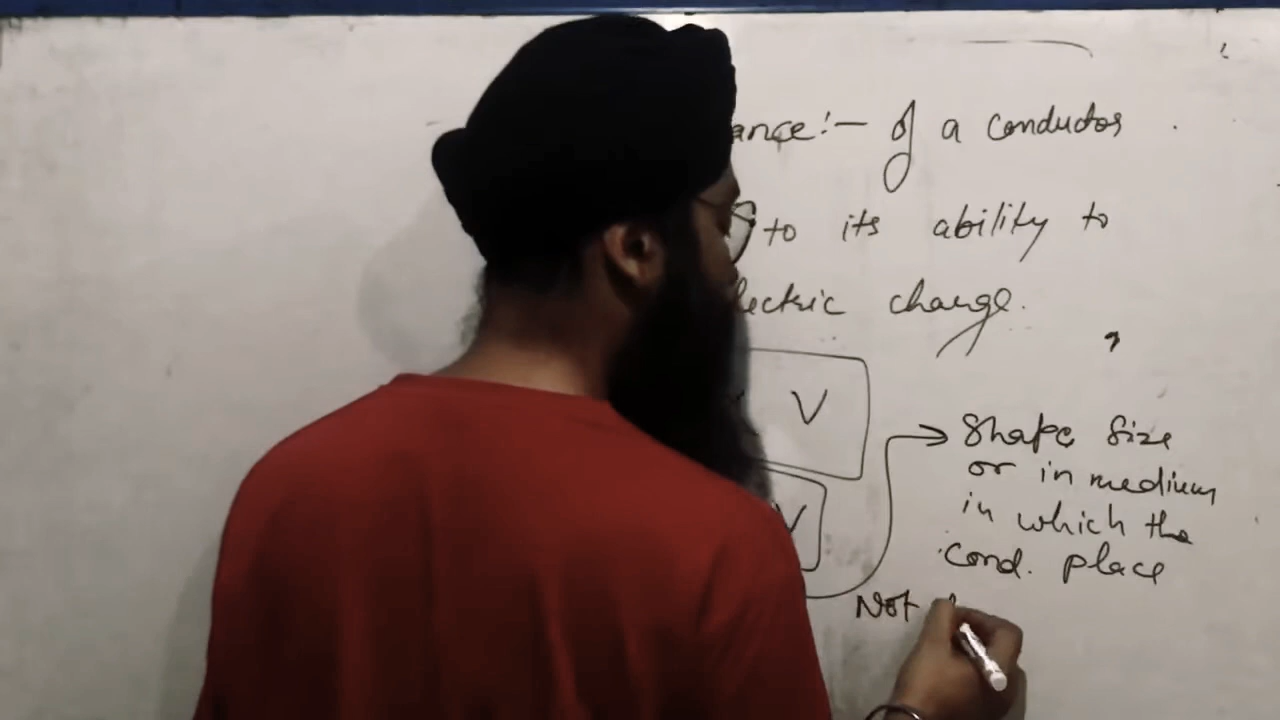 ance:- of a conductor
to its ability to
lectric charge.
V
Shape Size
or in medium
V
in which the
Cond. place
Not